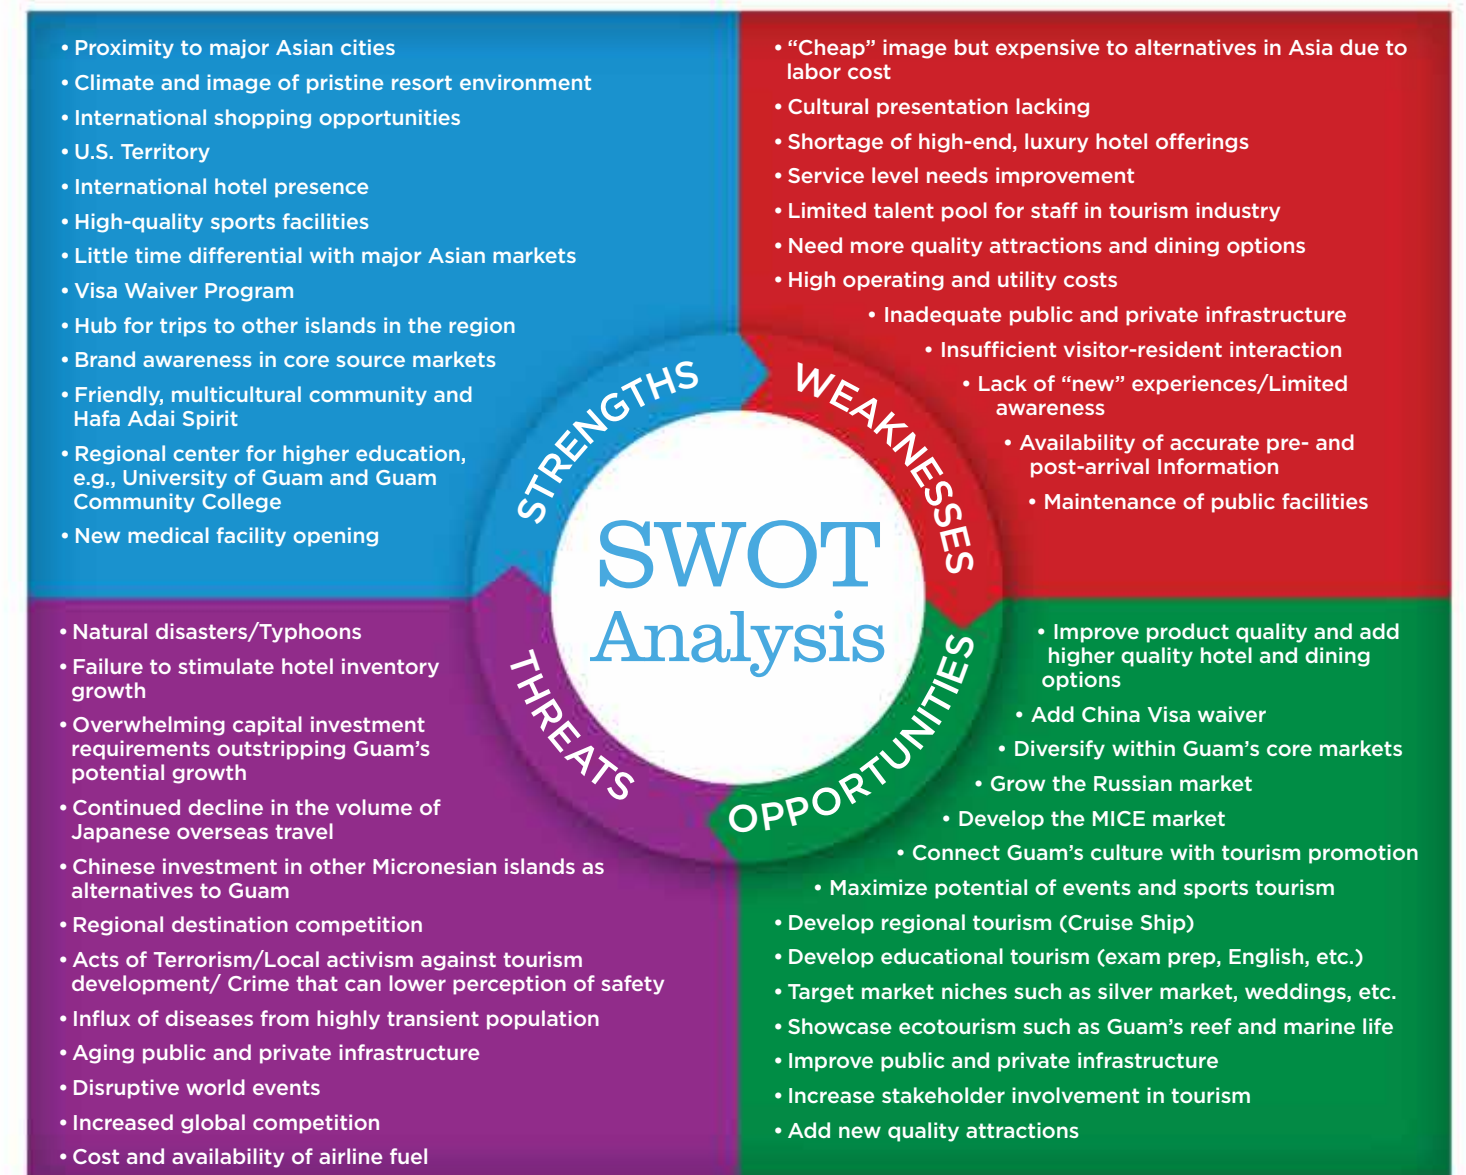 • Proximity to major Asian cities
• Climate and image of pristine resort environment
• International shopping opportunities
• U.S. Territory
• International hotel presence
• High-quality sports facilities
• Little time differential with major Asian markets
• Visa Waiver Program
• Hub for trips to other islands in the region
• Brand awareness in core source markets
• Friendly, multicultural community and
Hafa Adai Spirit
• Regional center for higher education,
e.g., University of Guam and Guam
Community College
• New medical facility opening
STRENGTHS
• “Cheap” image but expensive to alternatives in Asia due to
labor cost
• Cultural presentation lacking
• Shortage of high-end, luxury hotel offerings
• Service level needs improvement
• Limited talent pool for staff in tourism industry
• Need more quality attractions and dining options
• High operating and utility costs
• Inadequate public and private infrastructure
• Insufficient visitor-resident interaction
• Lack of “new” experiences/Limited
awareness
• Availability of accurate pre- and
post-arrival Information
• Maintenance of public facilities
WEAKNESSES
SWOT
Analysis
• Natural disasters/Typhoons
• Failure to stimulate hotel inventory
growth
• Overwhelming capital investment
requirements outstripping Guam’s
potential growth
• Continued decline in the volume of
Japanese overseas travel
• Chinese investment in other Micronesian islands as
alternatives to Guam
• Regional destination competition
• Acts of Terrorism/Local activism against tourism
development/ Crime that can lower perception of safety
• Influx of diseases from highly transient population
• Aging public and private infrastructure
• Disruptive world events
• Increased global competition
• Cost and availability of airline fuel
THREATS
• Improve product quality and add
higher quality hotel and dining
options
• Add China Visa waiver
• Diversify within Guam’s core markets
• Grow the Russian market
• Develop the MICE market
• Connect Guam’s culture with tourism promotion
• Maximize potential of events and sports tourism
• Develop regional tourism (Cruise Ship)
• Develop educational tourism (exam prep, English, etc.)
• Target market niches such as silver market, weddings, etc.
• Showcase ecotourism such as Guam’s reef and marine life
• Improve public and private infrastructure
• Increase stakeholder involvement in tourism
• Add new quality attractions
OPPORTUNITIES